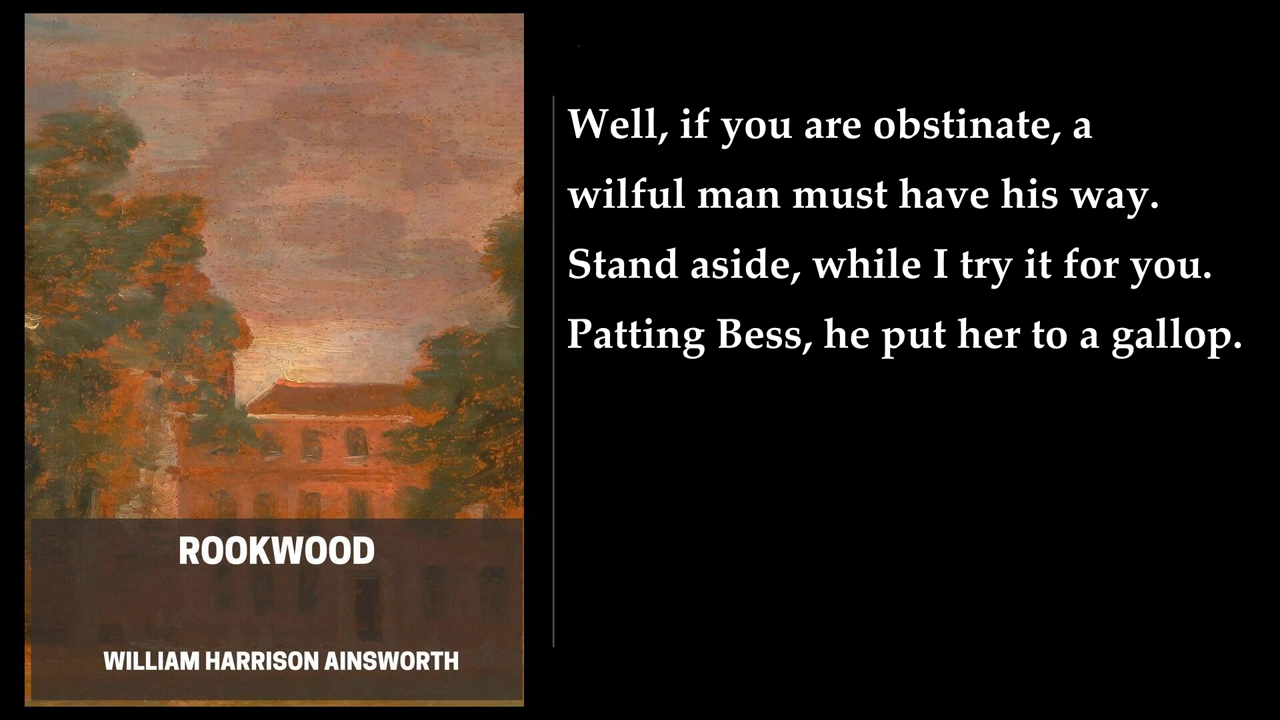 ROOKWOOD
WILLIAM HARRISON AINSWORTH
Well, if you are obstinate, a
wilful man must have his way.
Stand aside, while I try it for you.
Patting Bess, he put her to a gallop.